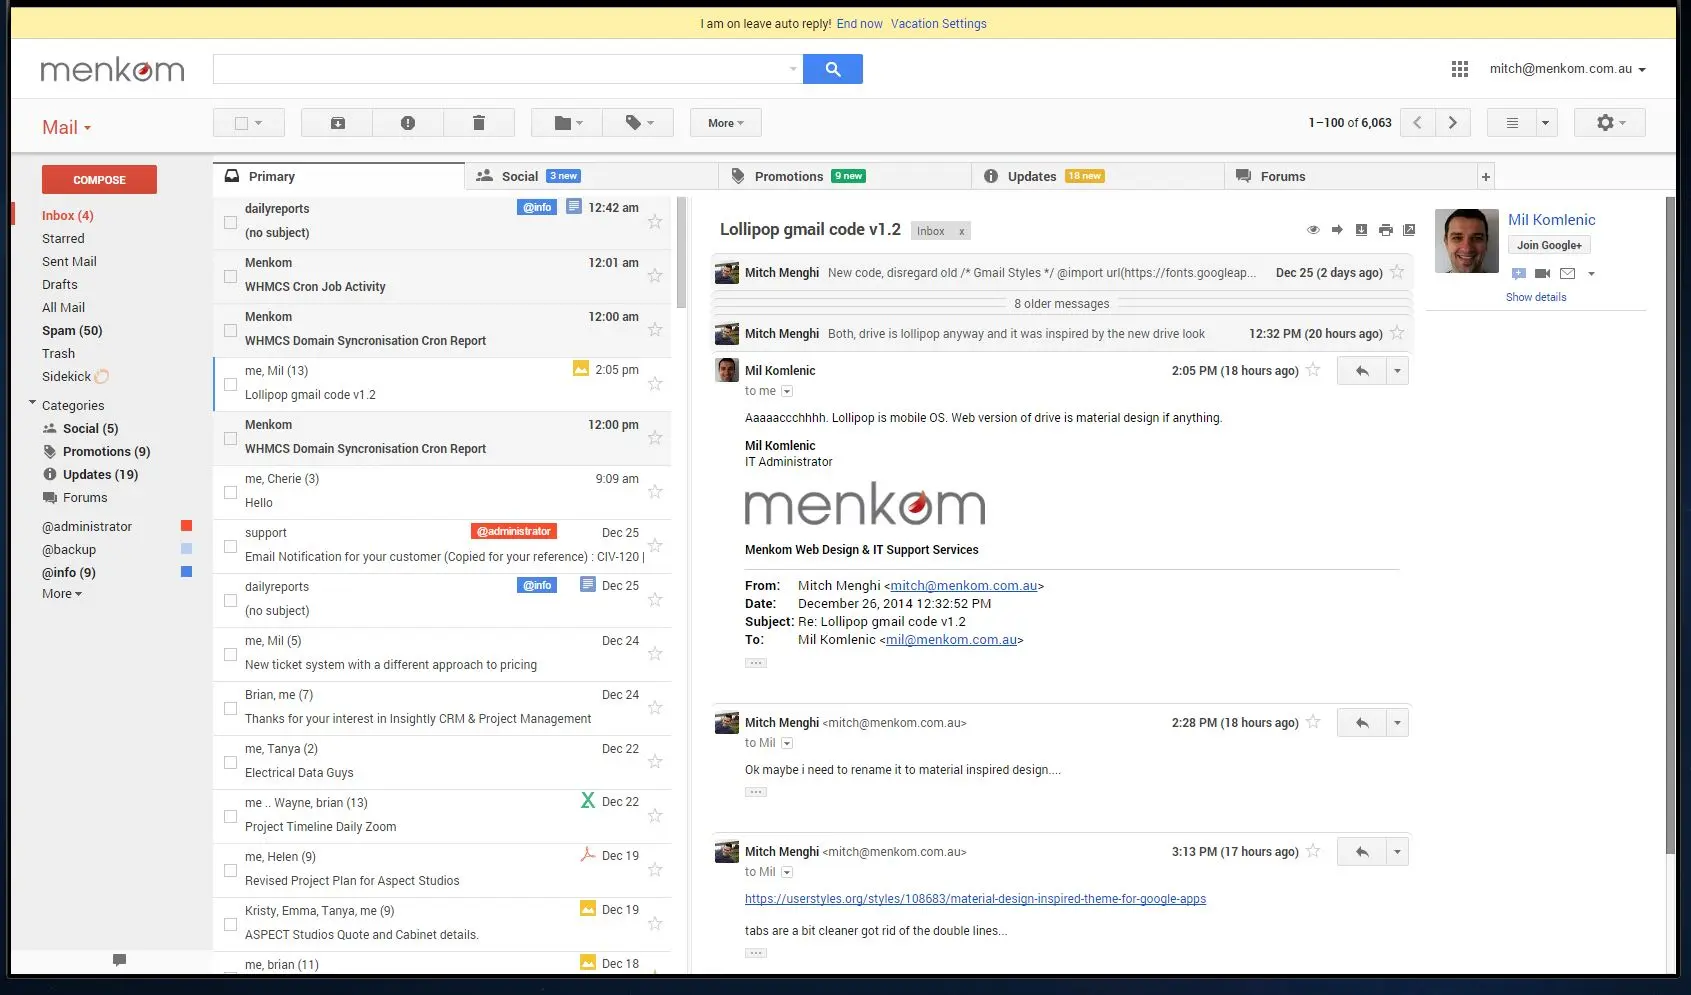 I am on leave auto reply! End now Vacation Settings
menkom
mitch@menkom.com.au
Mail
More
1–100 of 6,063
COMPOSE
Inbox (4)
Starred
Sent Mail
Drafts
All Mail
Spam (50)
Trash
Sidekick
Categories
Social (5)
Promotions (9)
Updates (19)
Forums
@administrator
@backup
@info (9)
More
Primary
Social 3 new
Promotions 9 new
Updates 18 new
Forums
+
dailyreports @info 12:42 am
(no subject)
Menkom 12:01 am
WHMCS Cron Job Activity
Menkom 12:00 am
WHMCS Domain Syncronisation Cron Report
me, Mil (13) 2:05 pm
Lollipop gmail code v1.2
Menkom 12:00 pm
WHMCS Domain Syncronisation Cron Report
me, Cherie (3) 9:09 am
Hello
support @administrator Dec 25
Email Notification for your customer (Copied for your reference) : CIV-120 |
dailyreports @info Dec 25
(no subject)
me, Mil (5) Dec 24
New ticket system with a different approach to pricing
Brian, me (7) Dec 24
Thanks for your interest in Insightly CRM & Project Management
me, Tanya (2) Dec 22
Electrical Data Guys
me .. Wayne, brian (13) Dec 22
Project Timeline Daily Zoom
me, Helen (9) Dec 19
Revised Project Plan for Aspect Studios
Kristy, Emma, Tanya, me (9) Dec 19
ASPECT Studios Quote and Cabinet details.
me, brian (11) Dec 18
Lollipop gmail code v1.2 Inbox x
Mitch Menghi New code, disregard old /* Gmail Styles */ @import url(https://fonts.googleap... Dec 25 (2 days ago)
8 older messages
Mitch Menghi Both, drive is lollipop anyway and it was inspired by the new drive look 12:32 PM (20 hours ago)
Mil Komlenic 2:05 PM (18 hours ago)
to me
Aaaaaccchhhh. Lollipop is mobile OS. Web version of drive is material design if anything.
Mil Komlenic
IT Administrator
menkom
Menkom Web Design & IT Support Services
From: Mitch Menghi <mitch@menkom.com.au>
Date: December 26, 2014 12:32:52 PM
Subject: Re: Lollipop gmail code v1.2
To: Mil Komlenic <mil@menkom.com.au>
Mitch Menghi <mitch@menkom.com.au> 2:28 PM (18 hours ago)
to Mil
Ok maybe i need to rename it to material inspired design....
Mitch Menghi <mitch@menkom.com.au> 3:13 PM (17 hours ago)
to Mil
https://userstyles.org/styles/108683/material-design-inspired-theme-for-google-apps
tabs are a bit cleaner got rid of the double lines...
Mil Komlenic
Join Google+
Show details